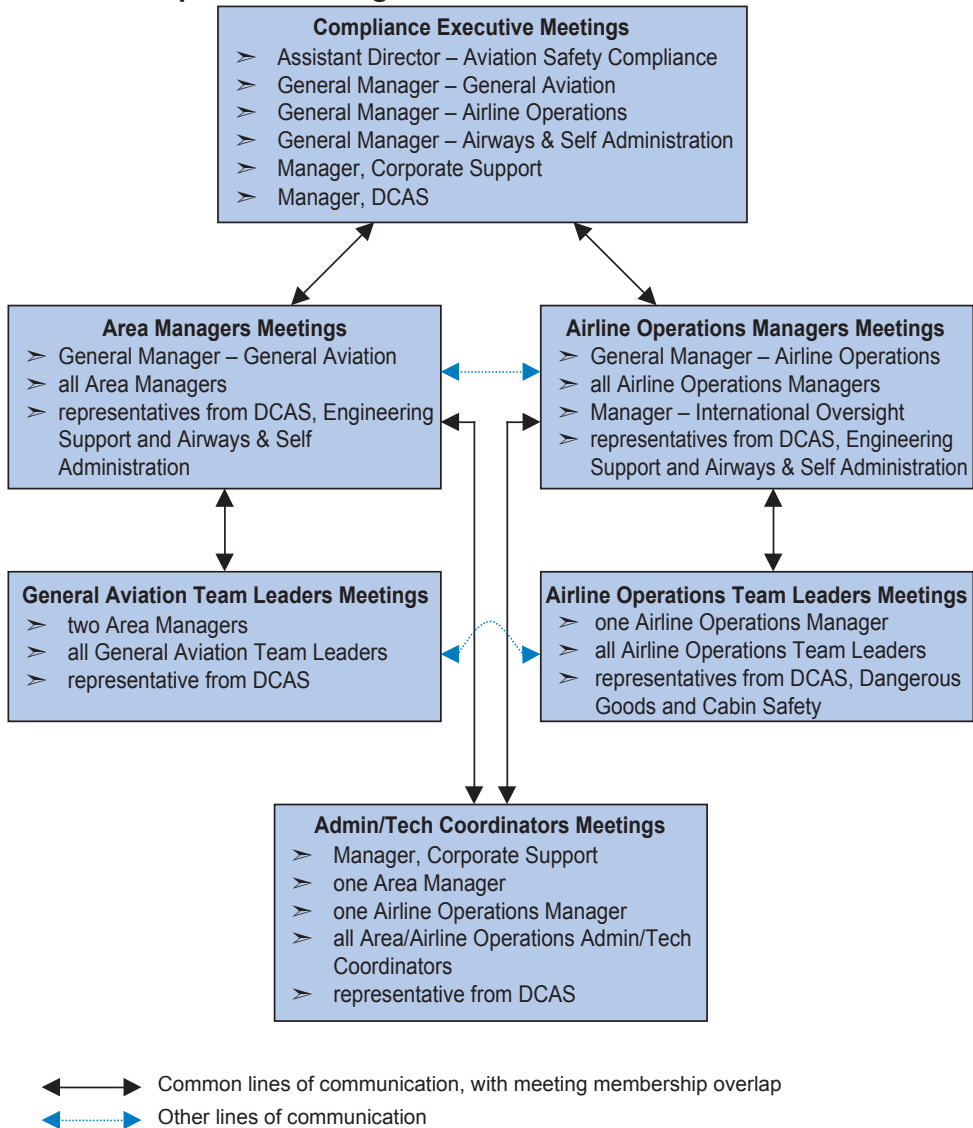 Compliance Executive Meetings
➣ Assistant Director – Aviation Safety Compliance
➣ General Manager – General Aviation
➣ General Manager – Airline Operations
➣ General Manager – Airways & Self Administration
➣ Manager, Corporate Support
➣ Manager, DCAS
Area Managers Meetings
➣ General Manager – General Aviation
➣ all Area Managers
➣ representatives from DCAS, Engineering
Support and Airways & Self
Administration
Airline Operations Managers Meetings
➣ General Manager – Airline Operations
➣ all Airline Operations Managers
➣ Manager – International Oversight
➣ representatives from DCAS, Engineering
Support and Airways & Self Administration
General Aviation Team Leaders Meetings
➣ two Area Managers
➣ all General Aviation Team Leaders
➣ representative from DCAS
Airline Operations Team Leaders Meetings
➣ one Airline Operations Manager
➣ all Airline Operations Team Leaders
➣ representatives from DCAS, Dangerous
Goods and Cabin Safety
Admin/Tech Coordinators Meetings
➣ Manager, Corporate Support
➣ one Area Manager
➣ one Airline Operations Manager
➣ all Area/Airline Operations Admin/Tech
Coordinators
➣ representative from DCAS
Common lines of communication, with meeting membership overlap
Other lines of communication